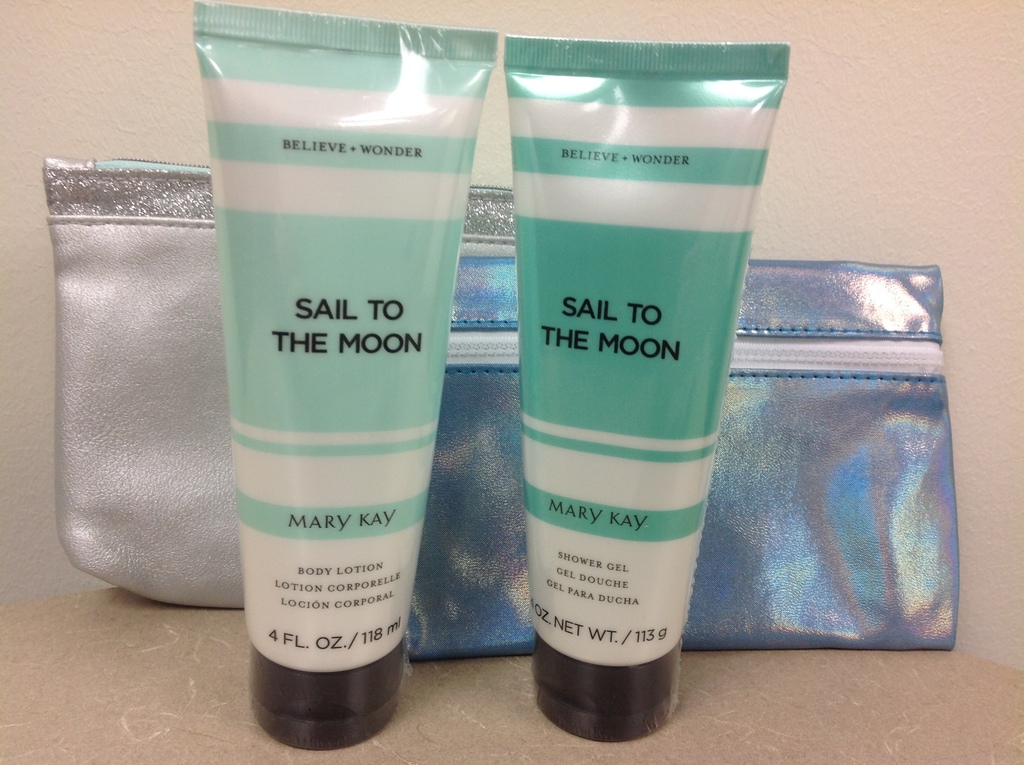 BELIEVE + WONDER
SAIL TO
THE MOON
MARY KAY
BODY LOTION
LOTION CORPORELLE
LOCIÓN CORPORAL
4 FL. OZ./118 ml
BELIEVE + WONDER
SAIL TO
THE MOON
MARY KAY
SHOWER GEL
GEL DOUCHE
GEL PARA DUCHA
OZ. NET WT. / 113 g